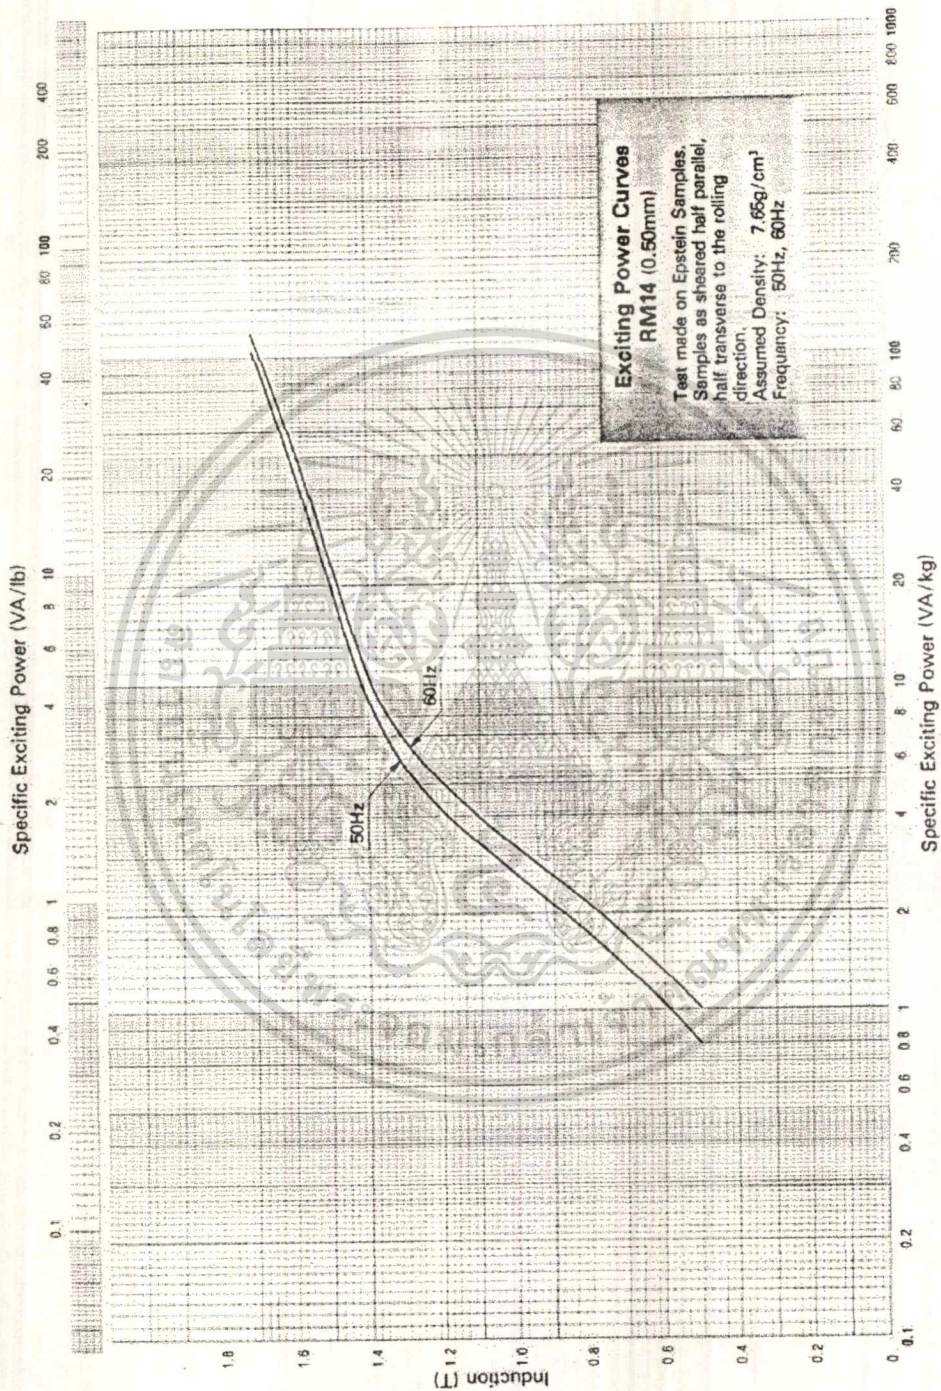 Specific Exciting Power (VA/lb)
0.1 0.2 0.4 0.6 0.8 1 2 4 6 8 10 20 40 60 80 100 200 400
Induction (T)
1.8
1.6
1.4
1.2
1.0
0.8
0.6
0.4
0.2
0
50Hz
60Hz
Exciting Power Curves
RM14 (0.50mm)
Test made on Epstein Samples.
Samples as sheared half parallel,
half transverse to the rolling
direction.
Assumed Density: 7.65g/cm³
Frequency: 50Hz, 60Hz
0.1 0.2 0.4 0.6 0.8 1 2 4 6 8 10 20 40 60 80 100 200 400 600 800 1000
Specific Exciting Power (VA/kg)